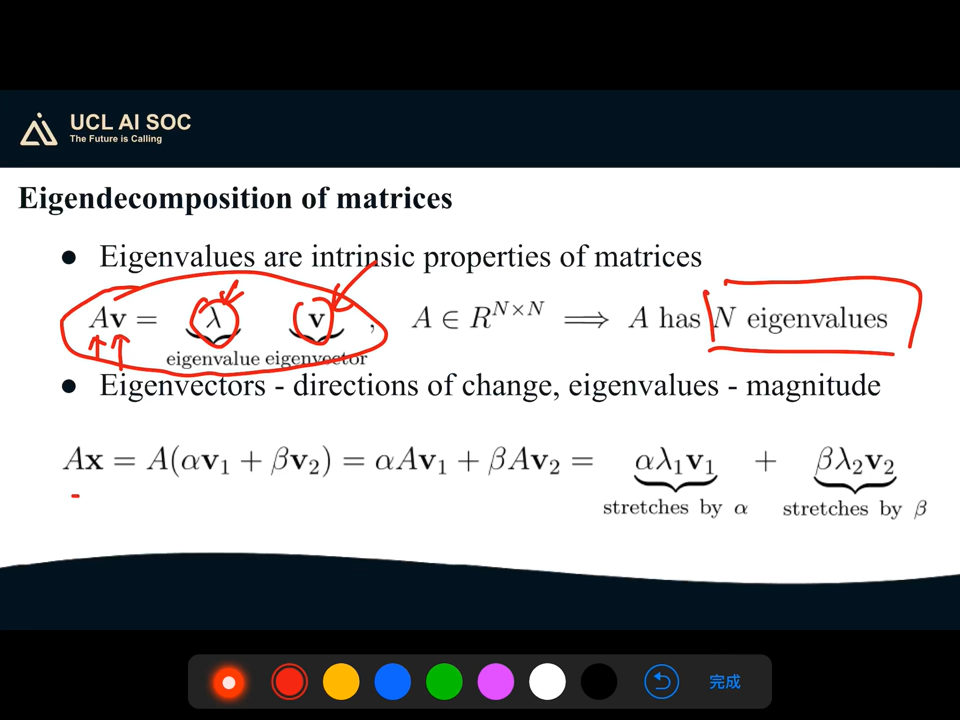 UCL AI SOC
The Future is Calling
Eigendecomposition of matrices
● Eigenvalues are intrinsic properties of matrices
Av = λ v , A ∈ R^{N×N} ⟹ A has N eigenvalues
eigenvalue eigenvector
● Eigenvectors - directions of change, eigenvalues - magnitude
Ax = A(αv₁ + βv₂) = αAv₁ + βAv₂ = αλ₁v₁ + βλ₂v₂
stretches by α stretches by β
完成